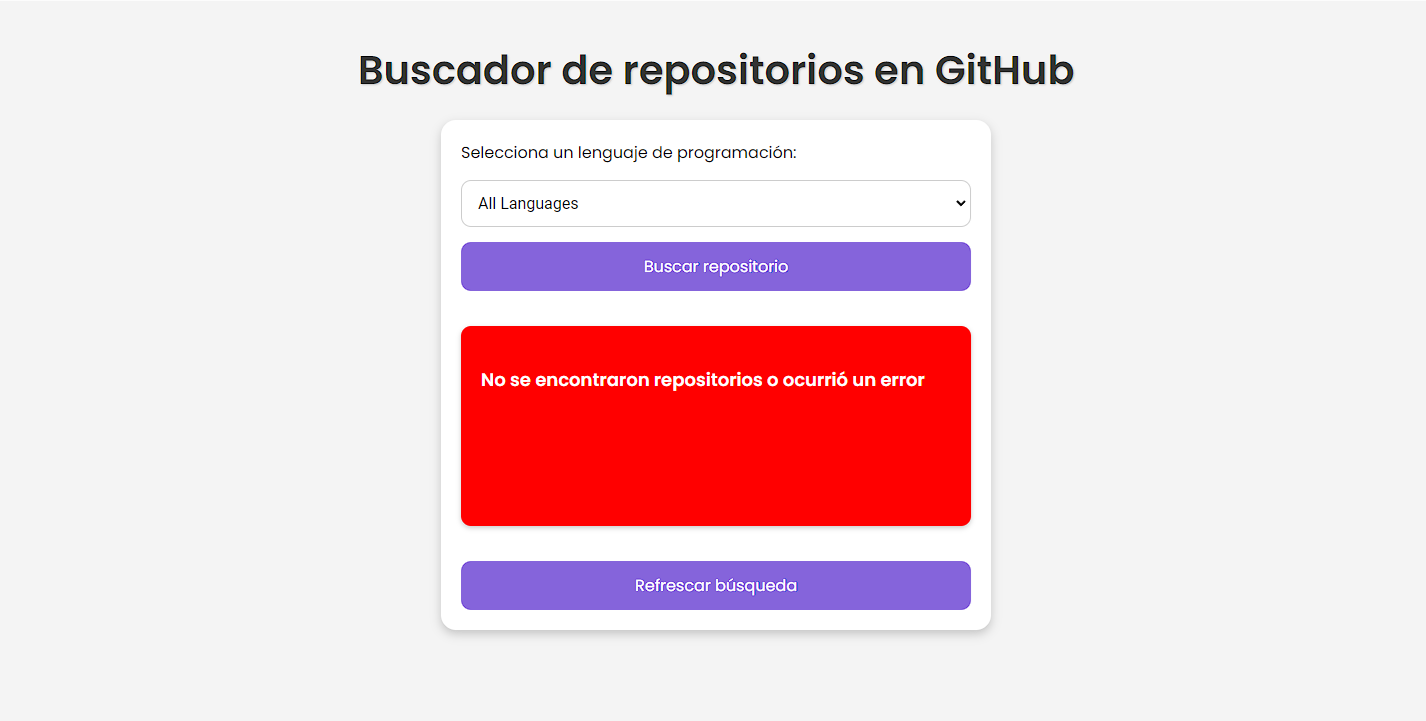 Buscador de repositorios en GitHub
Selecciona un lenguaje de programación:
All Languages
Buscar repositorio
No se encontraron repositorios o ocurrió un error
Refrescar búsqueda